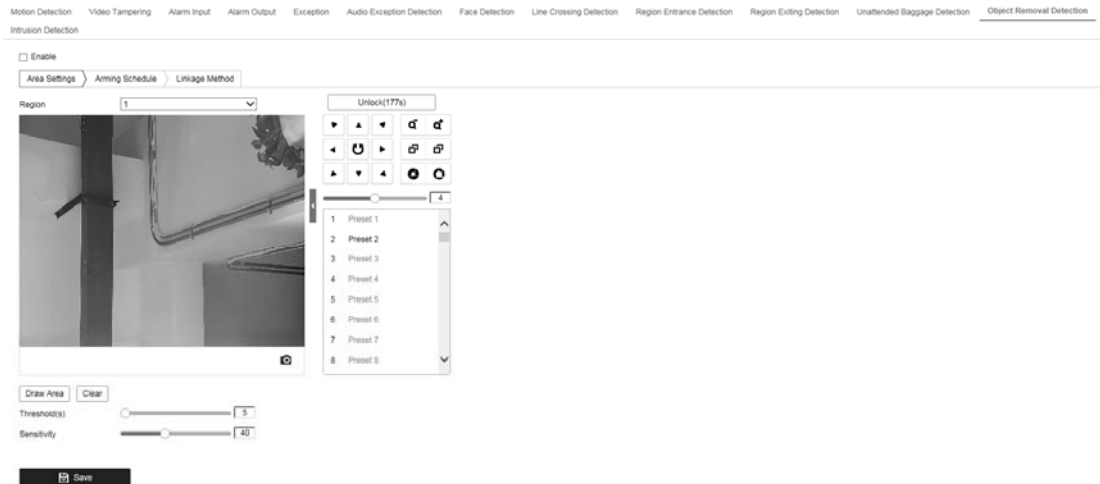 Motion Detection Video Tampering Alarm Input Alarm Output Exception Audio Exception Detection Face Detection Line Crossing Detection Region Entrance Detection Region Exiting Detection Unattended Baggage Detection Object Removal Detection
Intrusion Detection
Enable
Area Settings Arming Schedule Linkage Method
Region 1
Unlock(177s)
4
1 Preset 1
2 Preset 2
3 Preset 3
4 Preset 4
5 Preset 5
6 Preset 6
7 Preset 7
8 Preset 8
Draw Area Clear
Threshold(s) 5
Sensitivity 40
Save